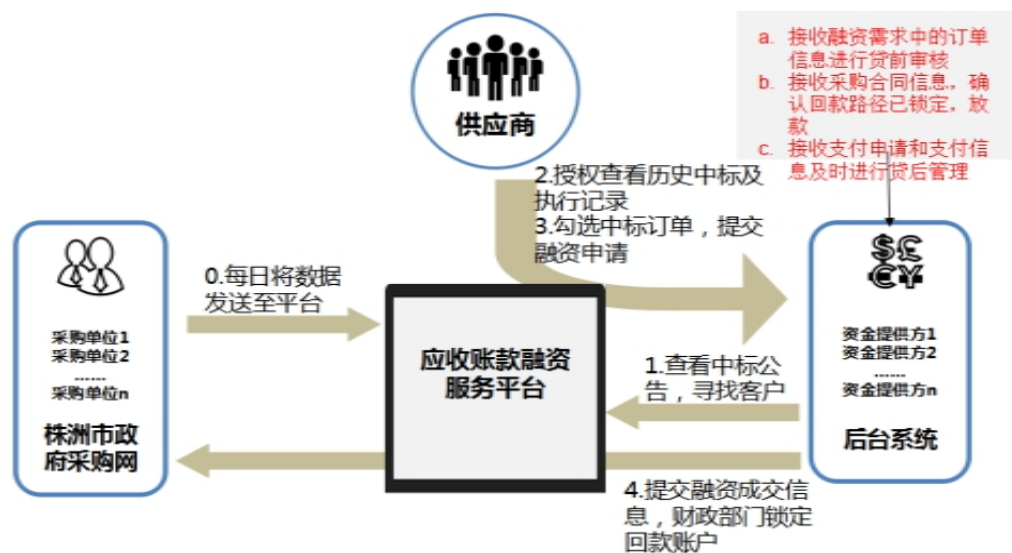 供应商
a. 接收融资需求中的订单
信息进行贷前审核
b. 接收采购合同信息，确
认回款路径已锁定，放
款
c. 接收支付申请和支付信
息及时进行贷后管理
2.授权查看历史中标及
执行记录
3.勾选中标订单，提交
融资申请
0.每日将数据
发送至平台
采购单位1
采购单位2
......
采购单位n
株洲市政
府采购网
应收账款融资
服务平台
1.查看中标公
告，寻找客户
$£
€¥
资金提供方1
资金提供方2
......
资金提供方n
后台系统
4.提交融资成交信
息，财政部门锁定
回款账户